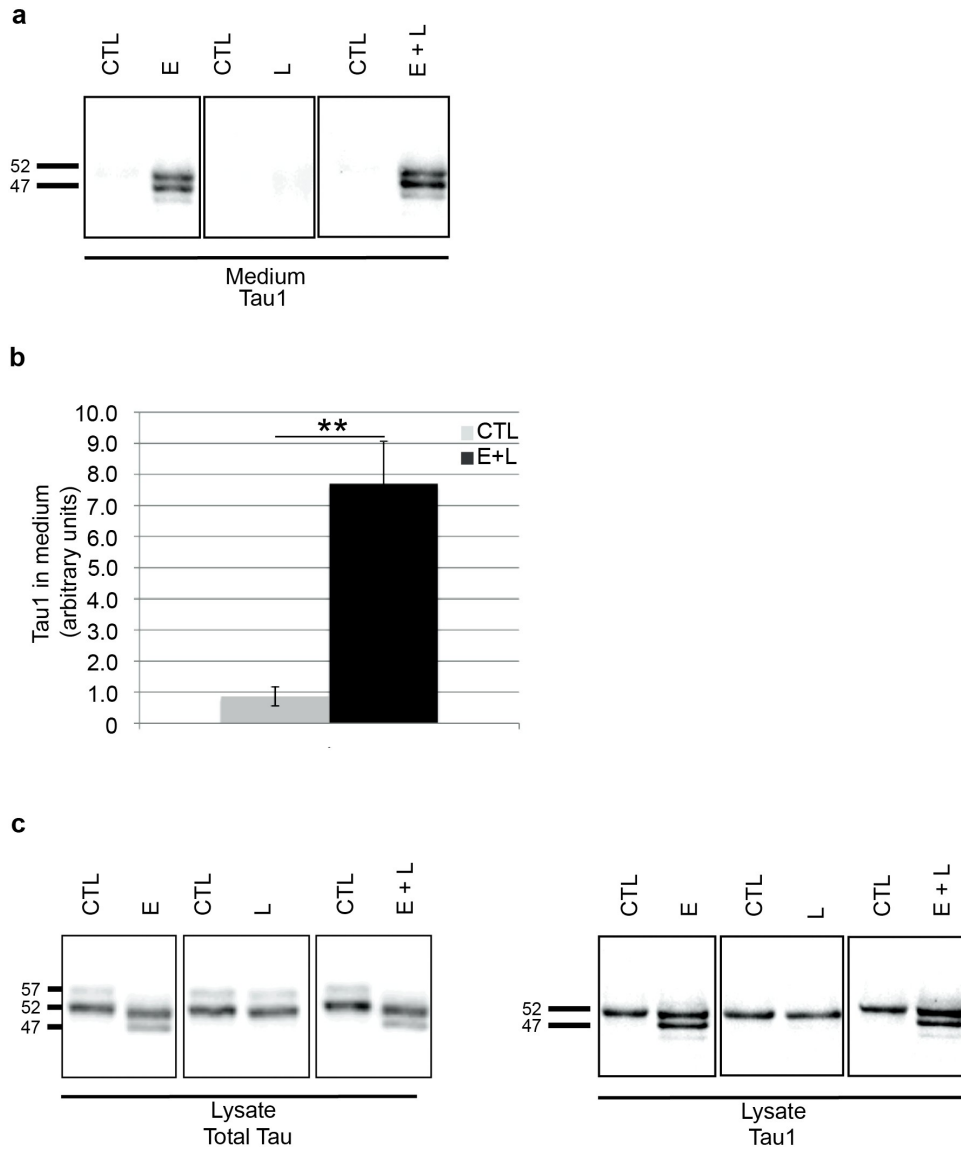 a
CTL E CTL L CTL E + L
52
47
Medium
Tau1
b
10.0
9.0
8.0
7.0
6.0
5.0
4.0
3.0
2.0
1.0
0
Tau1 in medium
(arbitrary units)
**
CTL
E+L
c
CTL E CTL L CTL E + L
57
52
47
Lysate
Total Tau
CTL E CTL L CTL E + L
52
47
Lysate
Tau1